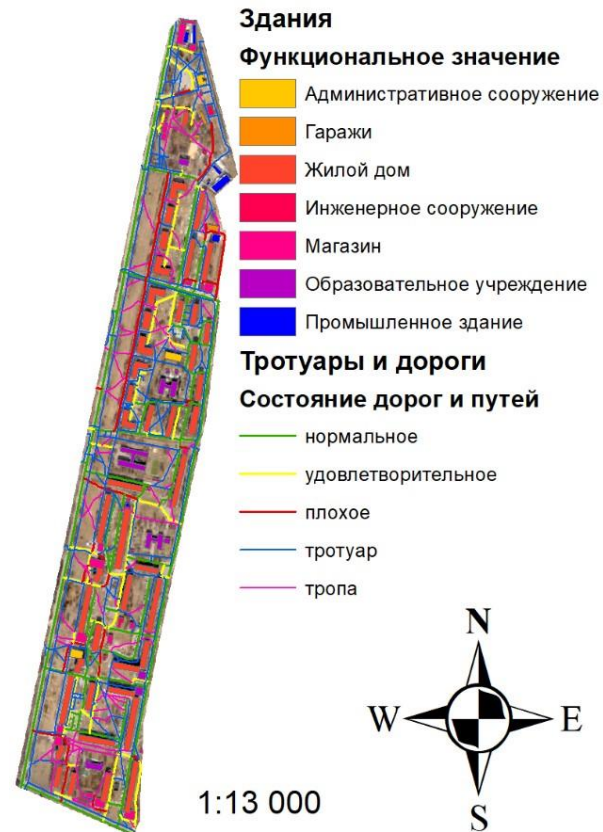 Здания
Функциональное значение
Административное сооружение
Гаражи
Жилой дом
Инженерное сооружение
Магазин
Образовательное учреждение
Промышленное здание
Тротуары и дороги
Состояние дорог и путей
нормальное
удовлетворительное
плохое
тротуар
тропа
N
W E
S
1:13 000